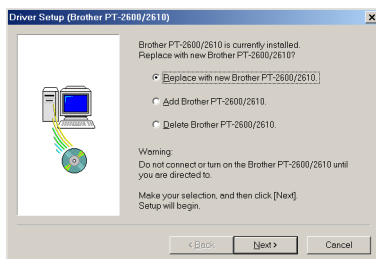 Driver Setup (Brother PT-2600/2610)
Brother PT-2600/2610 is currently installed.
Replace with new Brother PT-2600/2610?
Replace with new Brother PT-2600/2610.
Add Brother PT-2600/2610.
Delete Brother PT-2600/2610.
Warning:
Do not connect or turn on the Brother PT-2600/2610 until
you are directed to.
Make your selection, and then click [Next].
Setup will begin.
< Back
Next >
Cancel